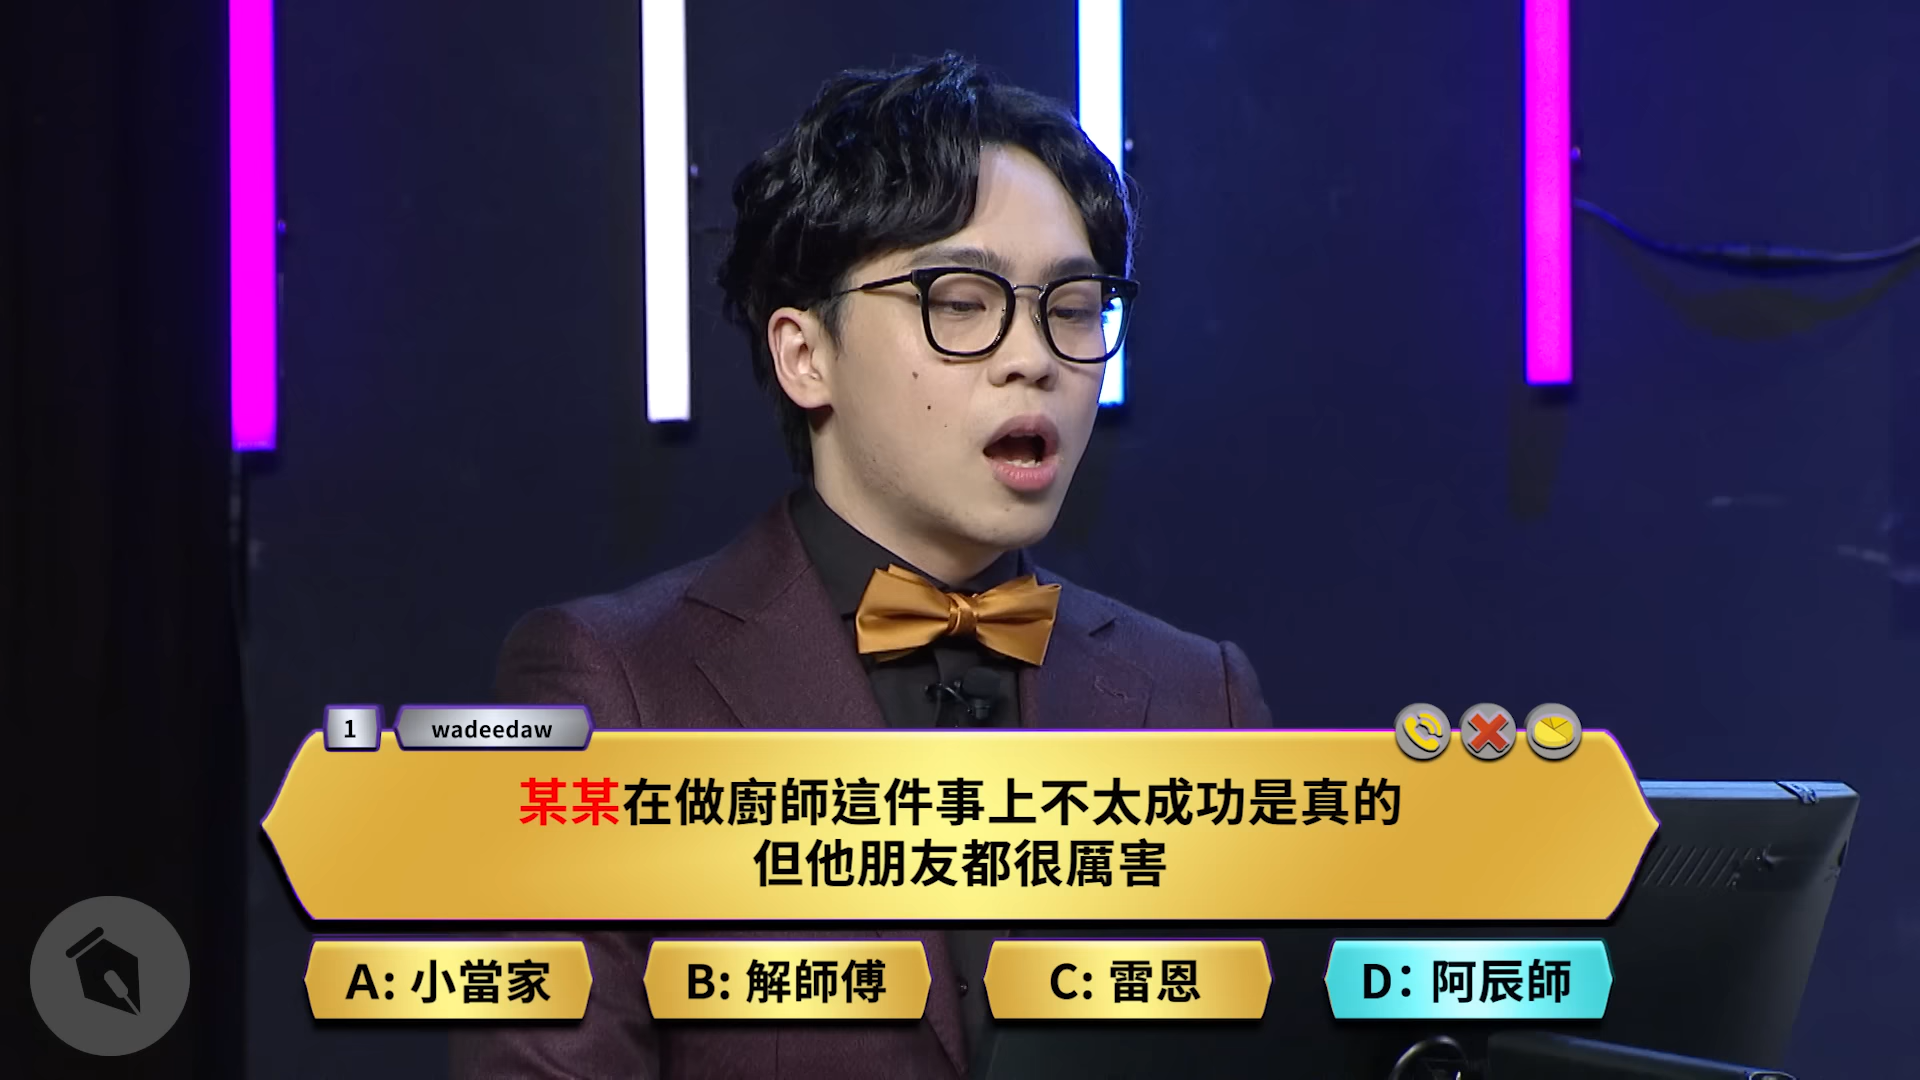 1
wadeedaw
某某在做廚師這件事上不太成功是真的
但他朋友都很厲害
A: 小當家
B: 解師傅
C: 雷恩
D: 阿辰師